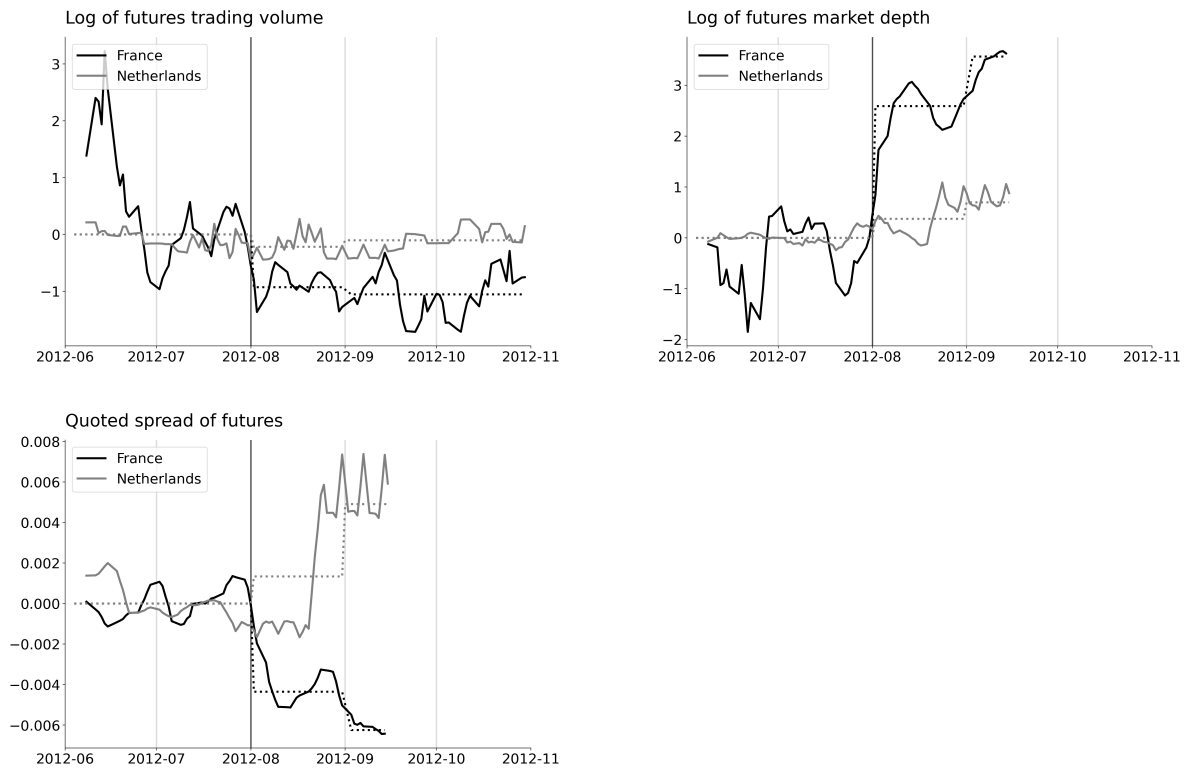 Log of futures trading volume
France
Netherlands
3
2
1
0
−1
2012-06 2012-07 2012-08 2012-09 2012-10 2012-11
Log of futures market depth
France
Netherlands
3
2
1
0
−1
−2
2012-06 2012-07 2012-08 2012-09 2012-10 2012-11
Quoted spread of futures
France
Netherlands
0.008
0.006
0.004
0.002
0.000
−0.002
−0.004
−0.006
2012-06 2012-07 2012-08 2012-09 2012-10 2012-11